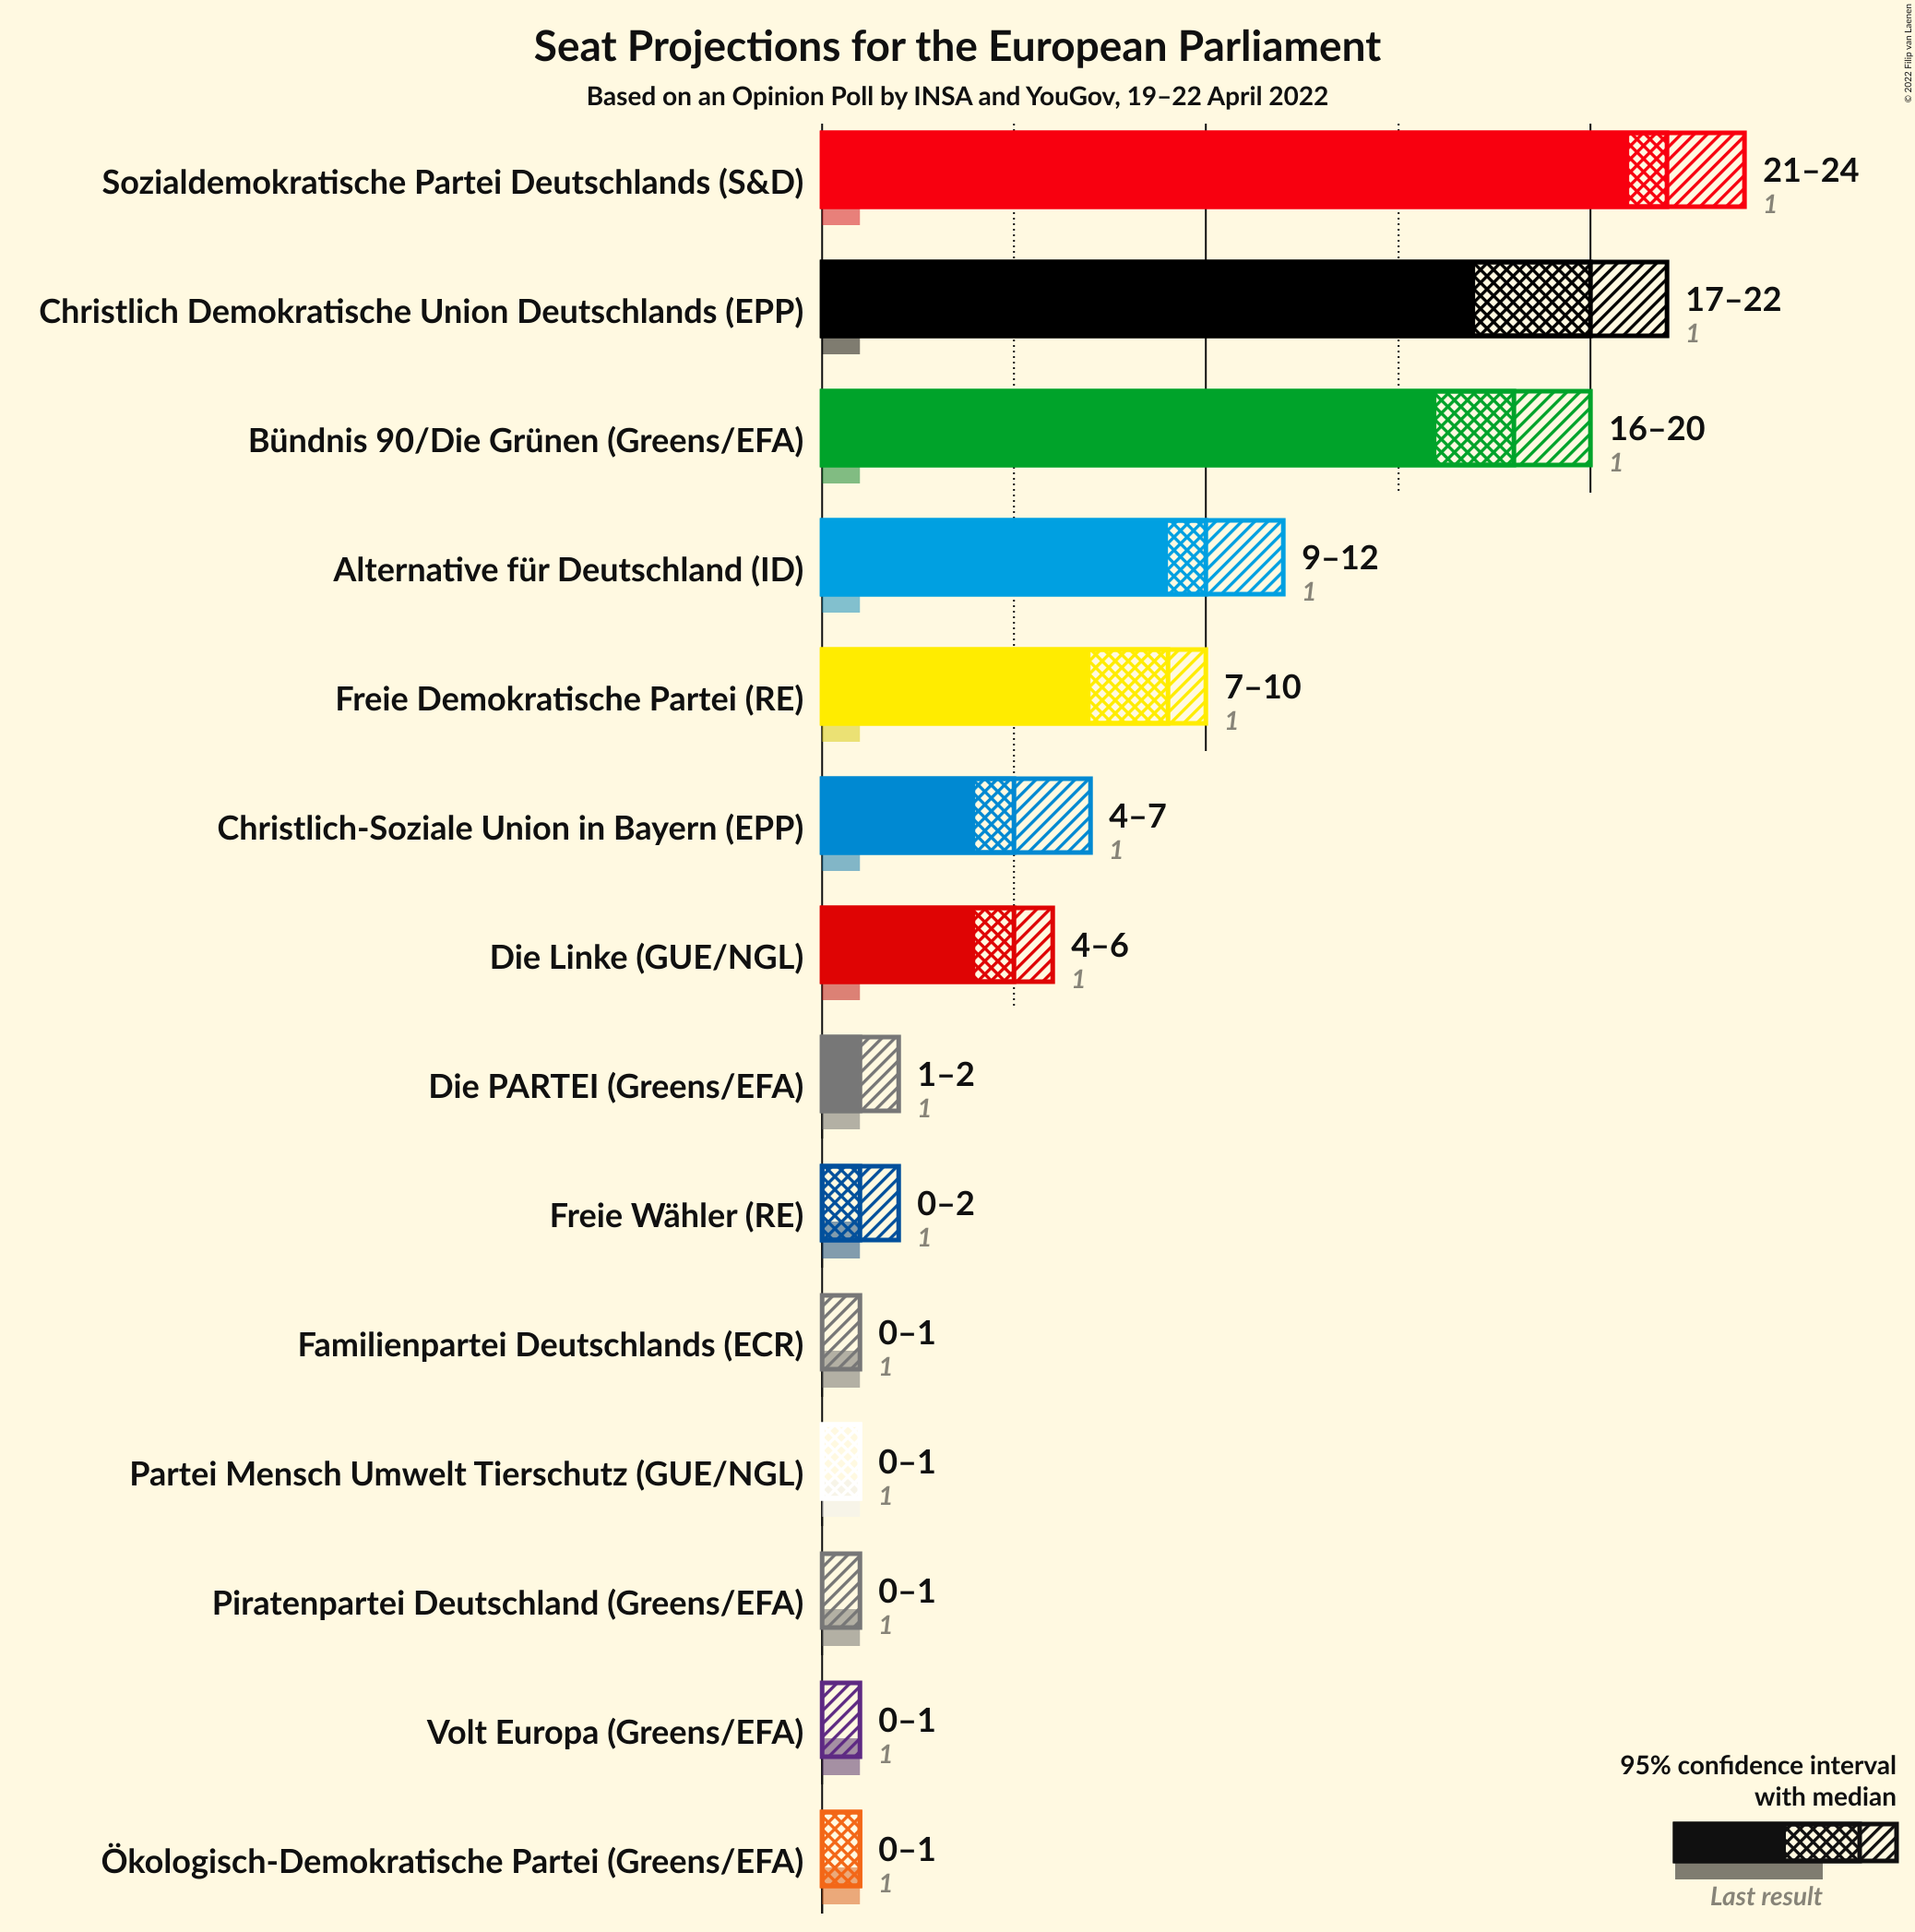 Seat Projections for the European Parliament
Based on an Opinion Poll by INSA and YouGov, 19–22 April 2022
© 2022 Filip van Laenen
Sozialdemokratische Partei Deutschlands (S&D)
21–24
1
Christlich Demokratische Union Deutschlands (EPP)
17–22
1
Bündnis 90/Die Grünen (Greens/EFA)
16–20
1
Alternative für Deutschland (ID)
9–12
1
Freie Demokratische Partei (RE)
7–10
1
Christlich-Soziale Union in Bayern (EPP)
4–7
1
Die Linke (GUE/NGL)
4–6
1
Die PARTEI (Greens/EFA)
1–2
1
Freie Wähler (RE)
0–2
1
Familienpartei Deutschlands (ECR)
0–1
1
Partei Mensch Umwelt Tierschutz (GUE/NGL)
0–1
1
Piratenpartei Deutschland (Greens/EFA)
0–1
1
Volt Europa (Greens/EFA)
0–1
1
Ökologisch-Demokratische Partei (Greens/EFA)
0–1
1
95% confidence interval
with median
Last result